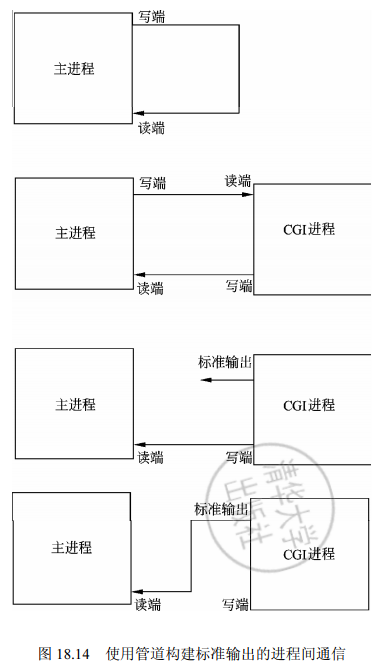 写端
主进程
读端
写端
读端
主进程
CGI进程
读端
写端
标准输出
主进程
CGI进程
读端
写端
标准输出
主进程
CGI进程
读端
写端
清华大学
出版社
图 18.14 使用管道构建标准输出的进程间通信